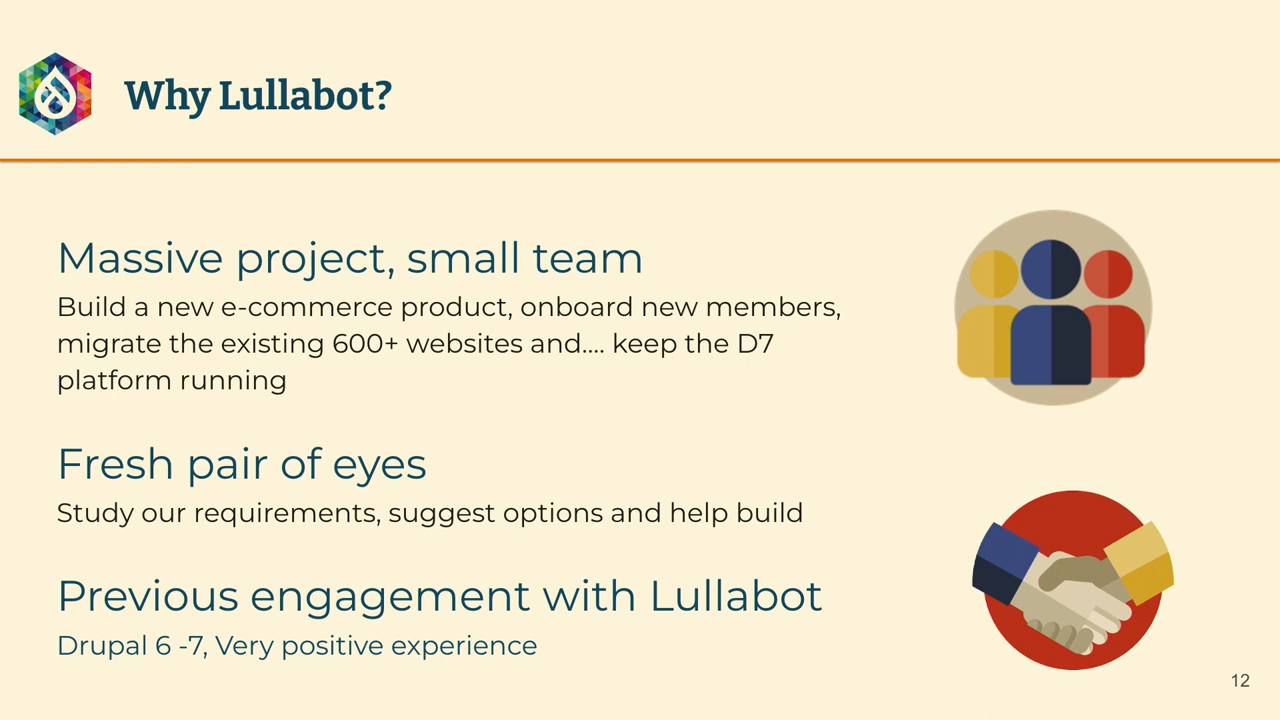 Why Lullabot?
Massive project, small team
Build a new e-commerce product, onboard new members,
migrate the existing 600+ websites and.... keep the D7
platform running
Fresh pair of eyes
Study our requirements, suggest options and help build
Previous engagement with Lullabot
Drupal 6 -7, Very positive experience
12